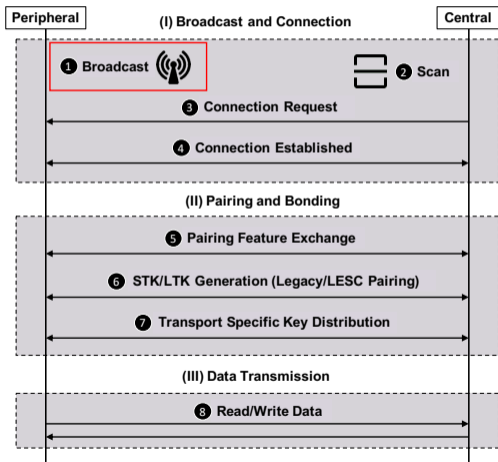 Peripheral
(I) Broadcast and Connection
Central
1 Broadcast
2 Scan
3 Connection Request
4 Connection Established
(II) Pairing and Bonding
5 Pairing Feature Exchange
6 STK/LTK Generation (Legacy/LESC Pairing)
7 Transport Specific Key Distribution
(III) Data Transmission
8 Read/Write Data